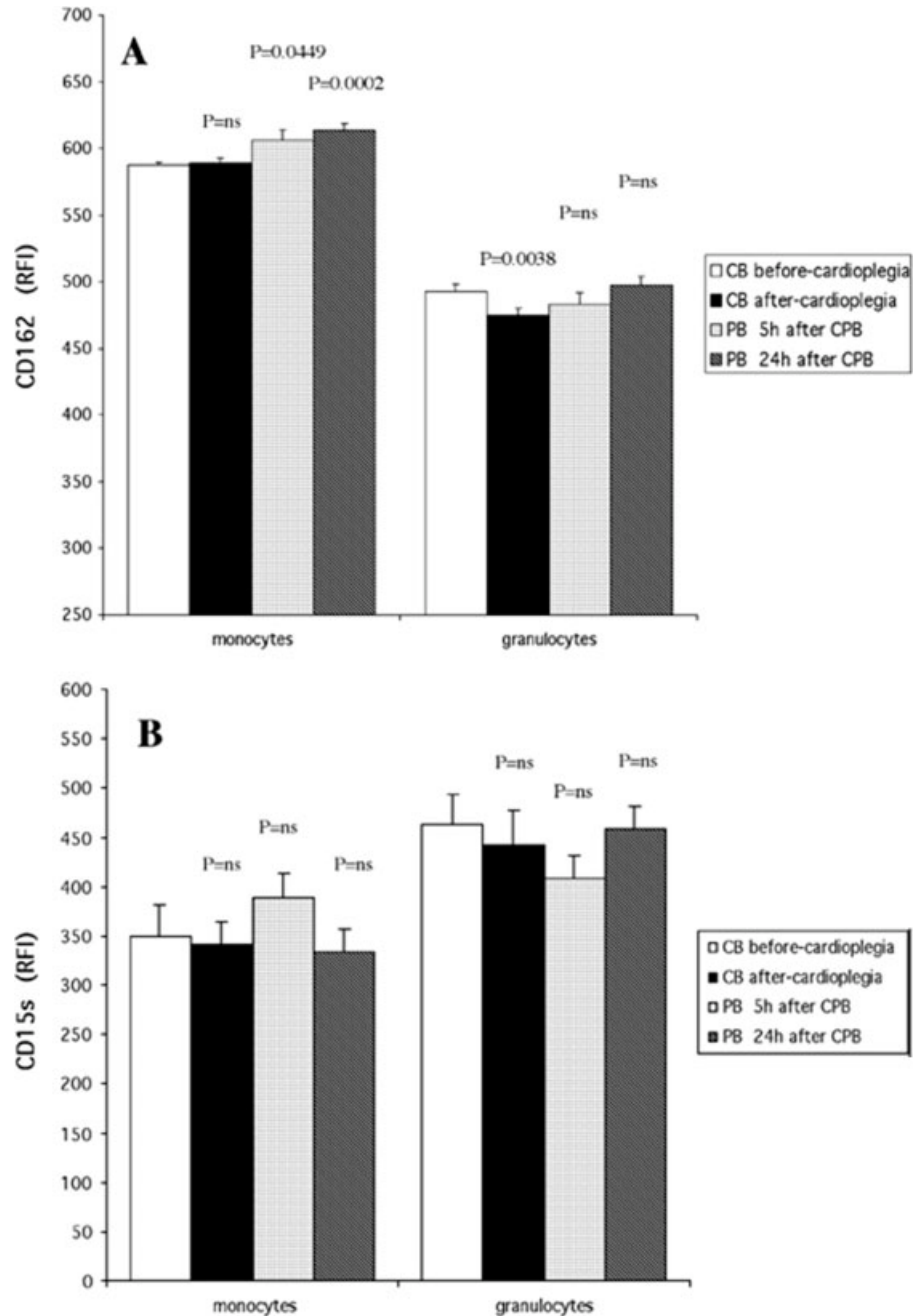 700
A
P=0.0449
650
P=0.0002
P=ns
600
P=ns
550
P=ns
P=0.0038
500
CD162 (RFI)
450
400
350
300
250
monocytes
granulocytes
CB before-cardioplegia
CB after-cardioplegia
PB 5h after CPB
PB 24h after CPB
600
B
550
P=ns
P=ns
P=ns
500
P=ns
450
P=ns
P=ns
400
350
CD15s (RFI)
300
250
200
150
100
50
0
monocytes
granulocytes
CB before-cardioplegia
CB after-cardioplegia
PB 5h after CPB
PB 24h after CPB